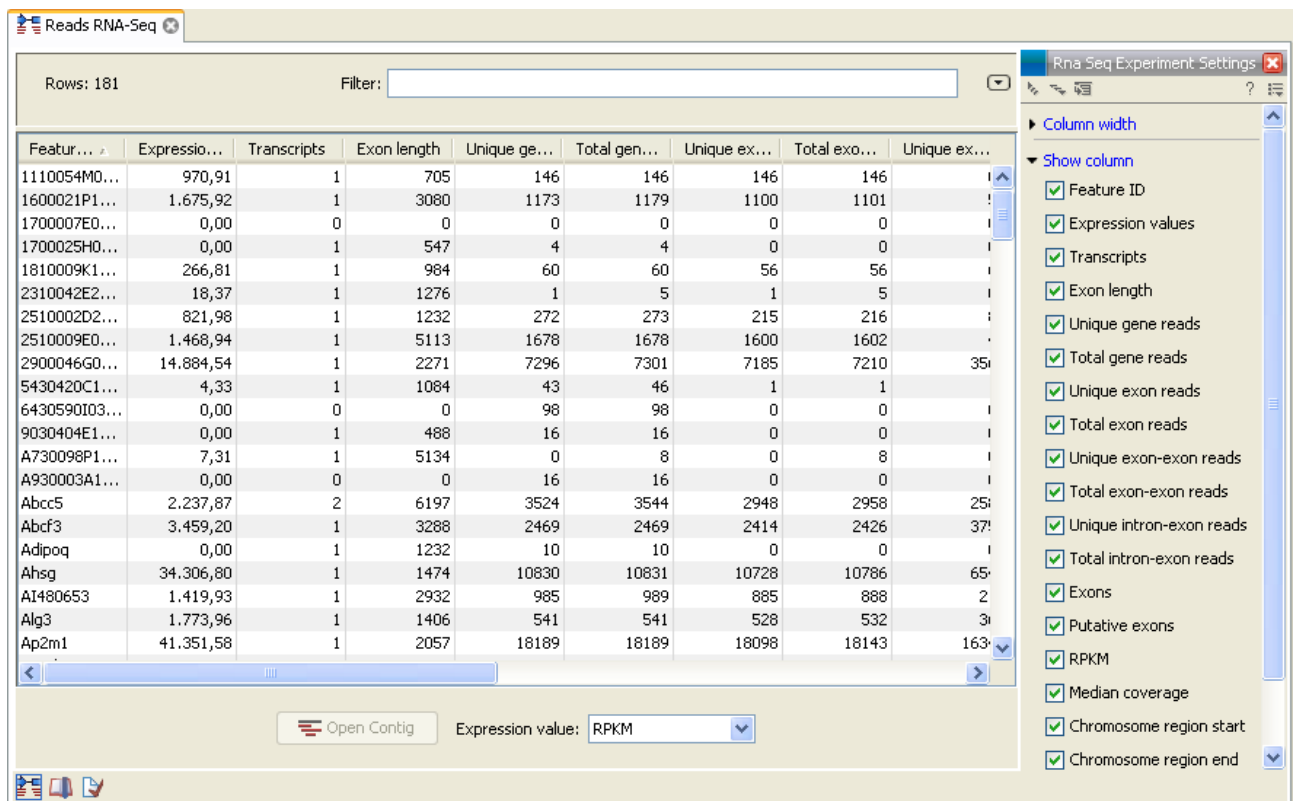 Reads RNA-Seq
Rows: 181 Filter:
Featur... Expressio... Transcripts Exon length Unique ge... Total gen... Unique ex... Total exo... Unique ex...
1110054M0... 970,91 1 705 146 146 146 146
1600021P1... 1.675,92 1 3080 1173 1179 1100 1101
1700007E0... 0,00 0 0 0 0 0 0
1700025H0... 0,00 1 547 4 4 0 0
1810009K1... 266,81 1 984 60 60 56 56
2310042E2... 18,37 1 1276 1 5 1 5
2510002D2... 821,98 1 1232 272 273 215 216
2510009E0... 1.468,94 1 5113 1678 1678 1600 1602
2900046G0... 14.884,54 1 2271 7296 7301 7185 7210
5430420C1... 4,33 1 1084 43 46 1 1
6430590I03... 0,00 0 0 98 98 0 0
9030404E1... 0,00 1 488 16 16 0 0
A730098P1... 7,31 1 5134 0 8 0 8
A930003A1... 0,00 0 0 16 16 0 0
Abcc5 2.237,87 2 6197 3524 3544 2948 2958
Abcf3 3.459,20 1 3288 2469 2469 2414 2426
Adipoq 0,00 1 1232 10 10 0 0
Ahsg 34.306,80 1 1474 10830 10831 10728 10786
AI480653 1.419,93 1 2932 985 989 885 888
Alg3 1.773,96 1 1406 541 541 528 532
Ap2m1 41.351,58 1 2057 18189 18189 18098 18143
Open Contig Expression value: RPKM
Rna Seq Experiment Settings
?
Column width
Show column
Feature ID
Expression values
Transcripts
Exon length
Unique gene reads
Total gene reads
Unique exon reads
Total exon reads
Unique exon-exon reads
Total exon-exon reads
Unique intron-exon reads
Total intron-exon reads
Exons
Putative exons
RPKM
Median coverage
Chromosome region start
Chromosome region end